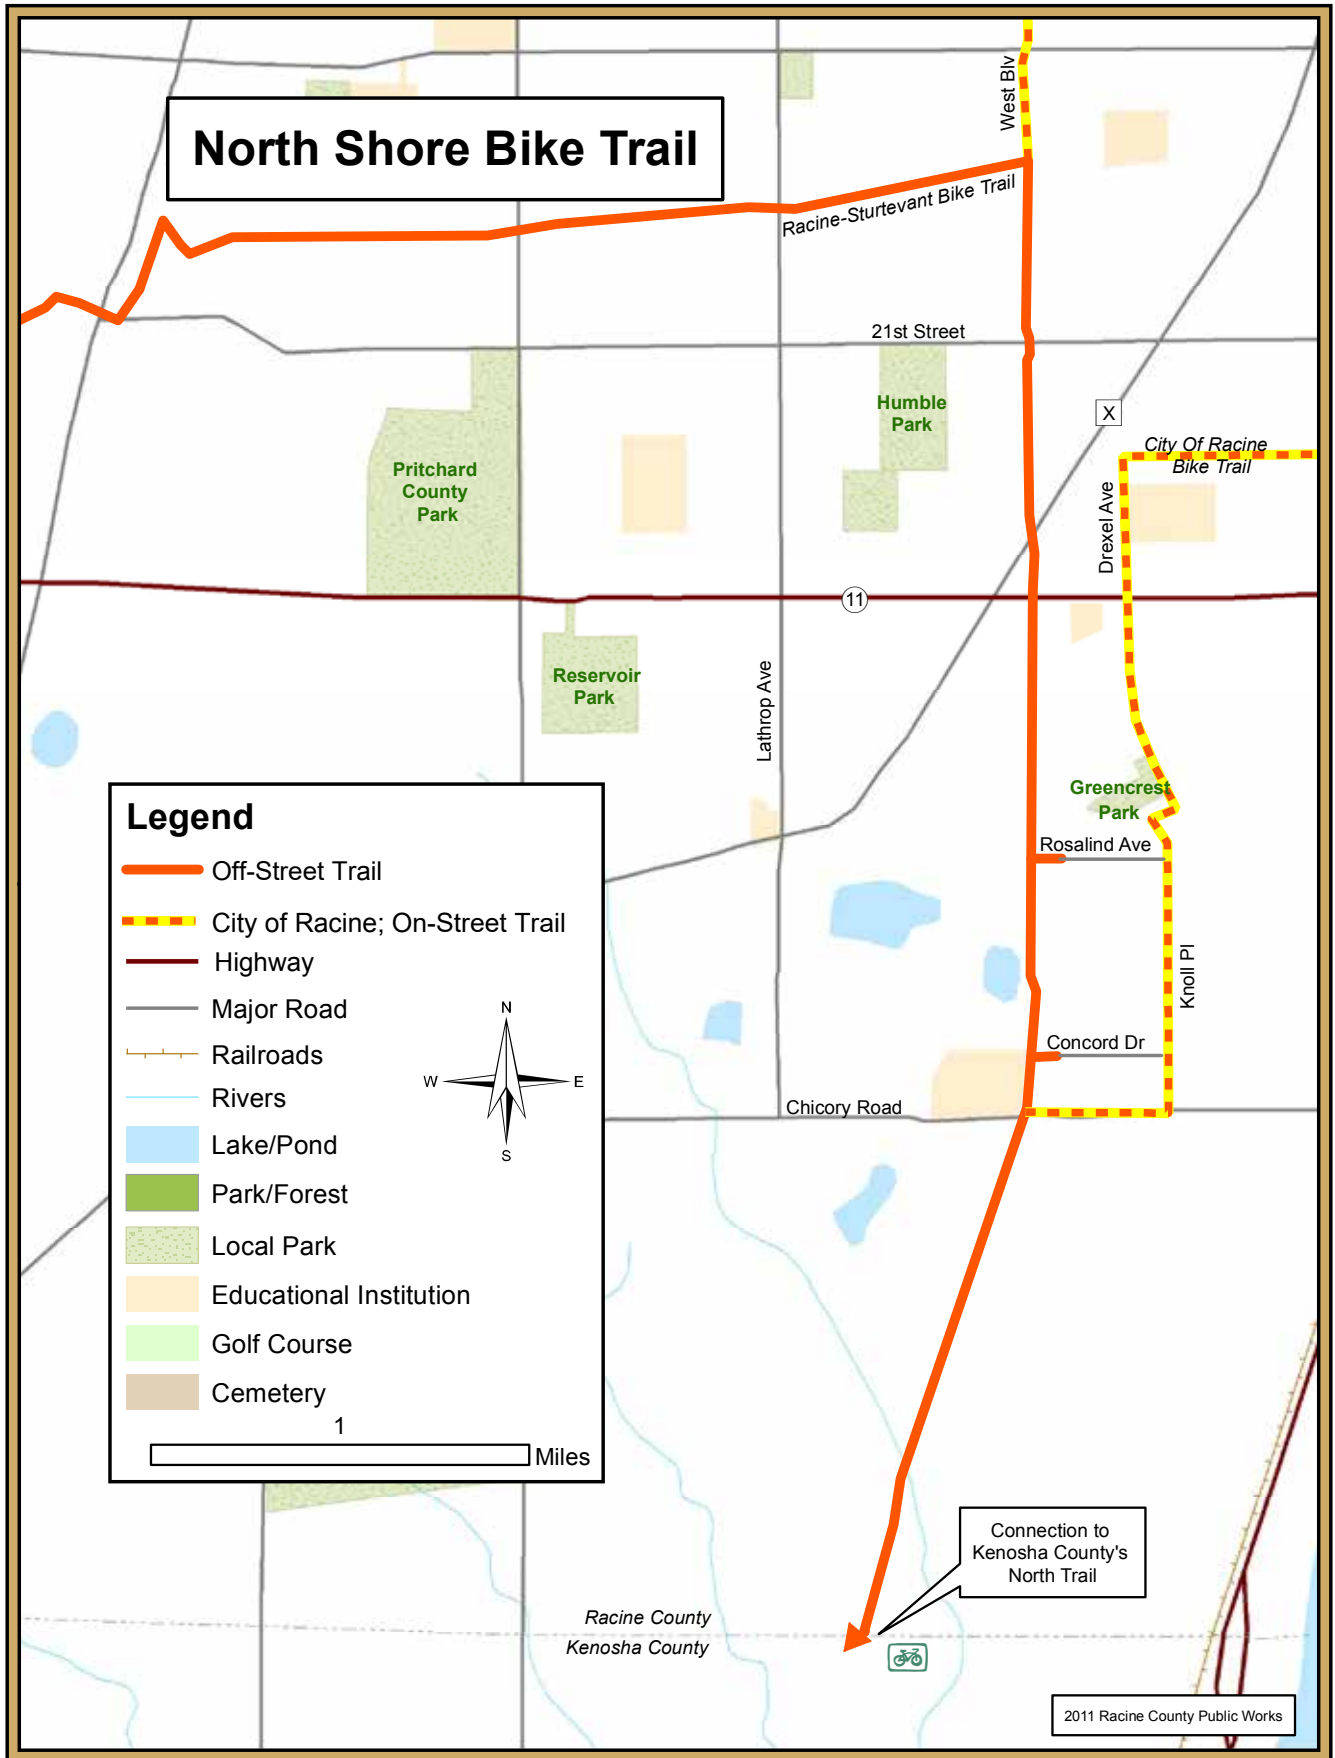 North Shore Bike Trail
West Blv
Racine-Sturtevant Bike Trail
21st Street
Humble
Park
X
City Of Racine
Bike Trail
Pritchard
County
Park
Drexel Ave
11
Reservoir
Park
Lathrop Ave
Greencrest
Park
Rosalind Ave
Knoll Pl
Concord Dr
Chicory Road
Legend
Off-Street Trail
City of Racine; On-Street Trail
Highway
Major Road
Railroads
Rivers
Lake/Pond
Park/Forest
Local Park
Educational Institution
Golf Course
Cemetery
N
W
E
S
1
Miles
Connection to
Kenosha County's
North Trail
Racine County
Kenosha County
2011 Racine County Public Works